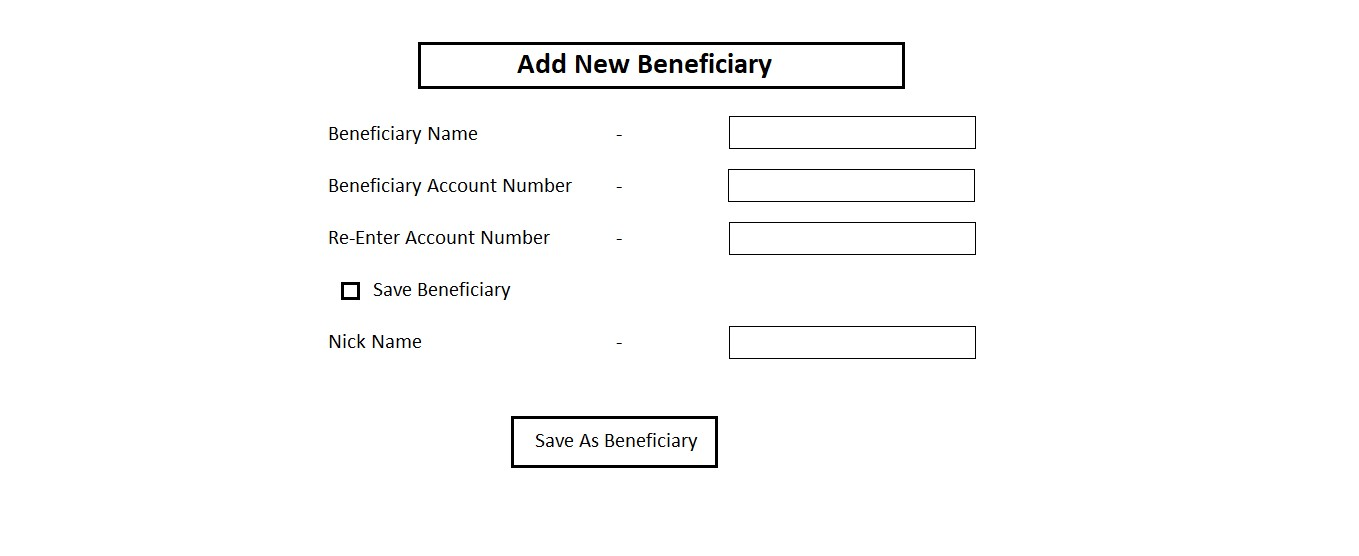 Add New Beneficiary
Beneficiary Name -
Beneficiary Account Number -
Re-Enter Account Number -
Save Beneficiary
Nick Name -
Save As Beneficiary